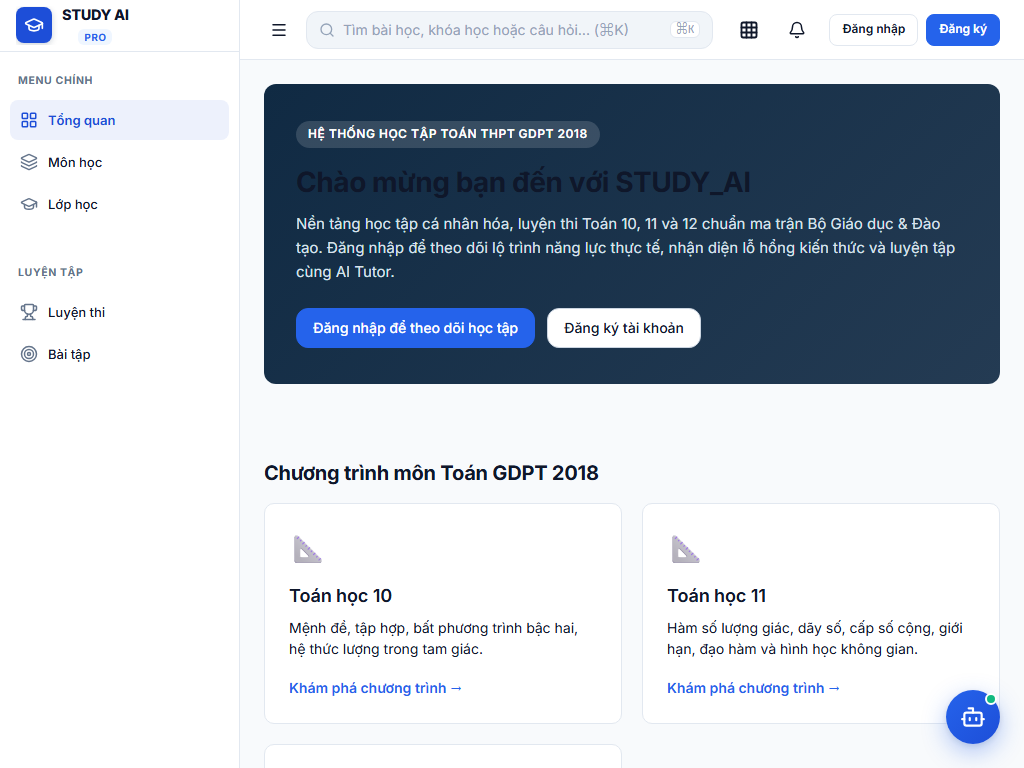 STUDY AI
PRO
Tìm bài học, khóa học hoặc câu hỏi... (⌘K)
⌘K
Đăng nhập
Đăng ký
MENU CHÍNH
Tổng quan
Môn học
Lớp học
LUYỆN TẬP
Luyện thi
Bài tập
HỆ THỐNG HỌC TẬP TOÁN THPT GDPT 2018
Chào mừng bạn đến với STUDY_AI
Nền tảng học tập cá nhân hóa, luyện thi Toán 10, 11 và 12 chuẩn ma trận Bộ Giáo dục & Đào
tạo. Đăng nhập để theo dõi lộ trình năng lực thực tế, nhận diện lỗ hổng kiến thức và luyện tập
cùng AI Tutor.
Đăng nhập để theo dõi học tập
Đăng ký tài khoản
Chương trình môn Toán GDPT 2018
Toán học 10
Mệnh đề, tập hợp, bất phương trình bậc hai,
hệ thức lượng trong tam giác.
Khám phá chương trình →
Toán học 11
Hàm số lượng giác, dãy số, cấp số cộng, giới
hạn, đạo hàm và hình học không gian.
Khám phá chương trình →